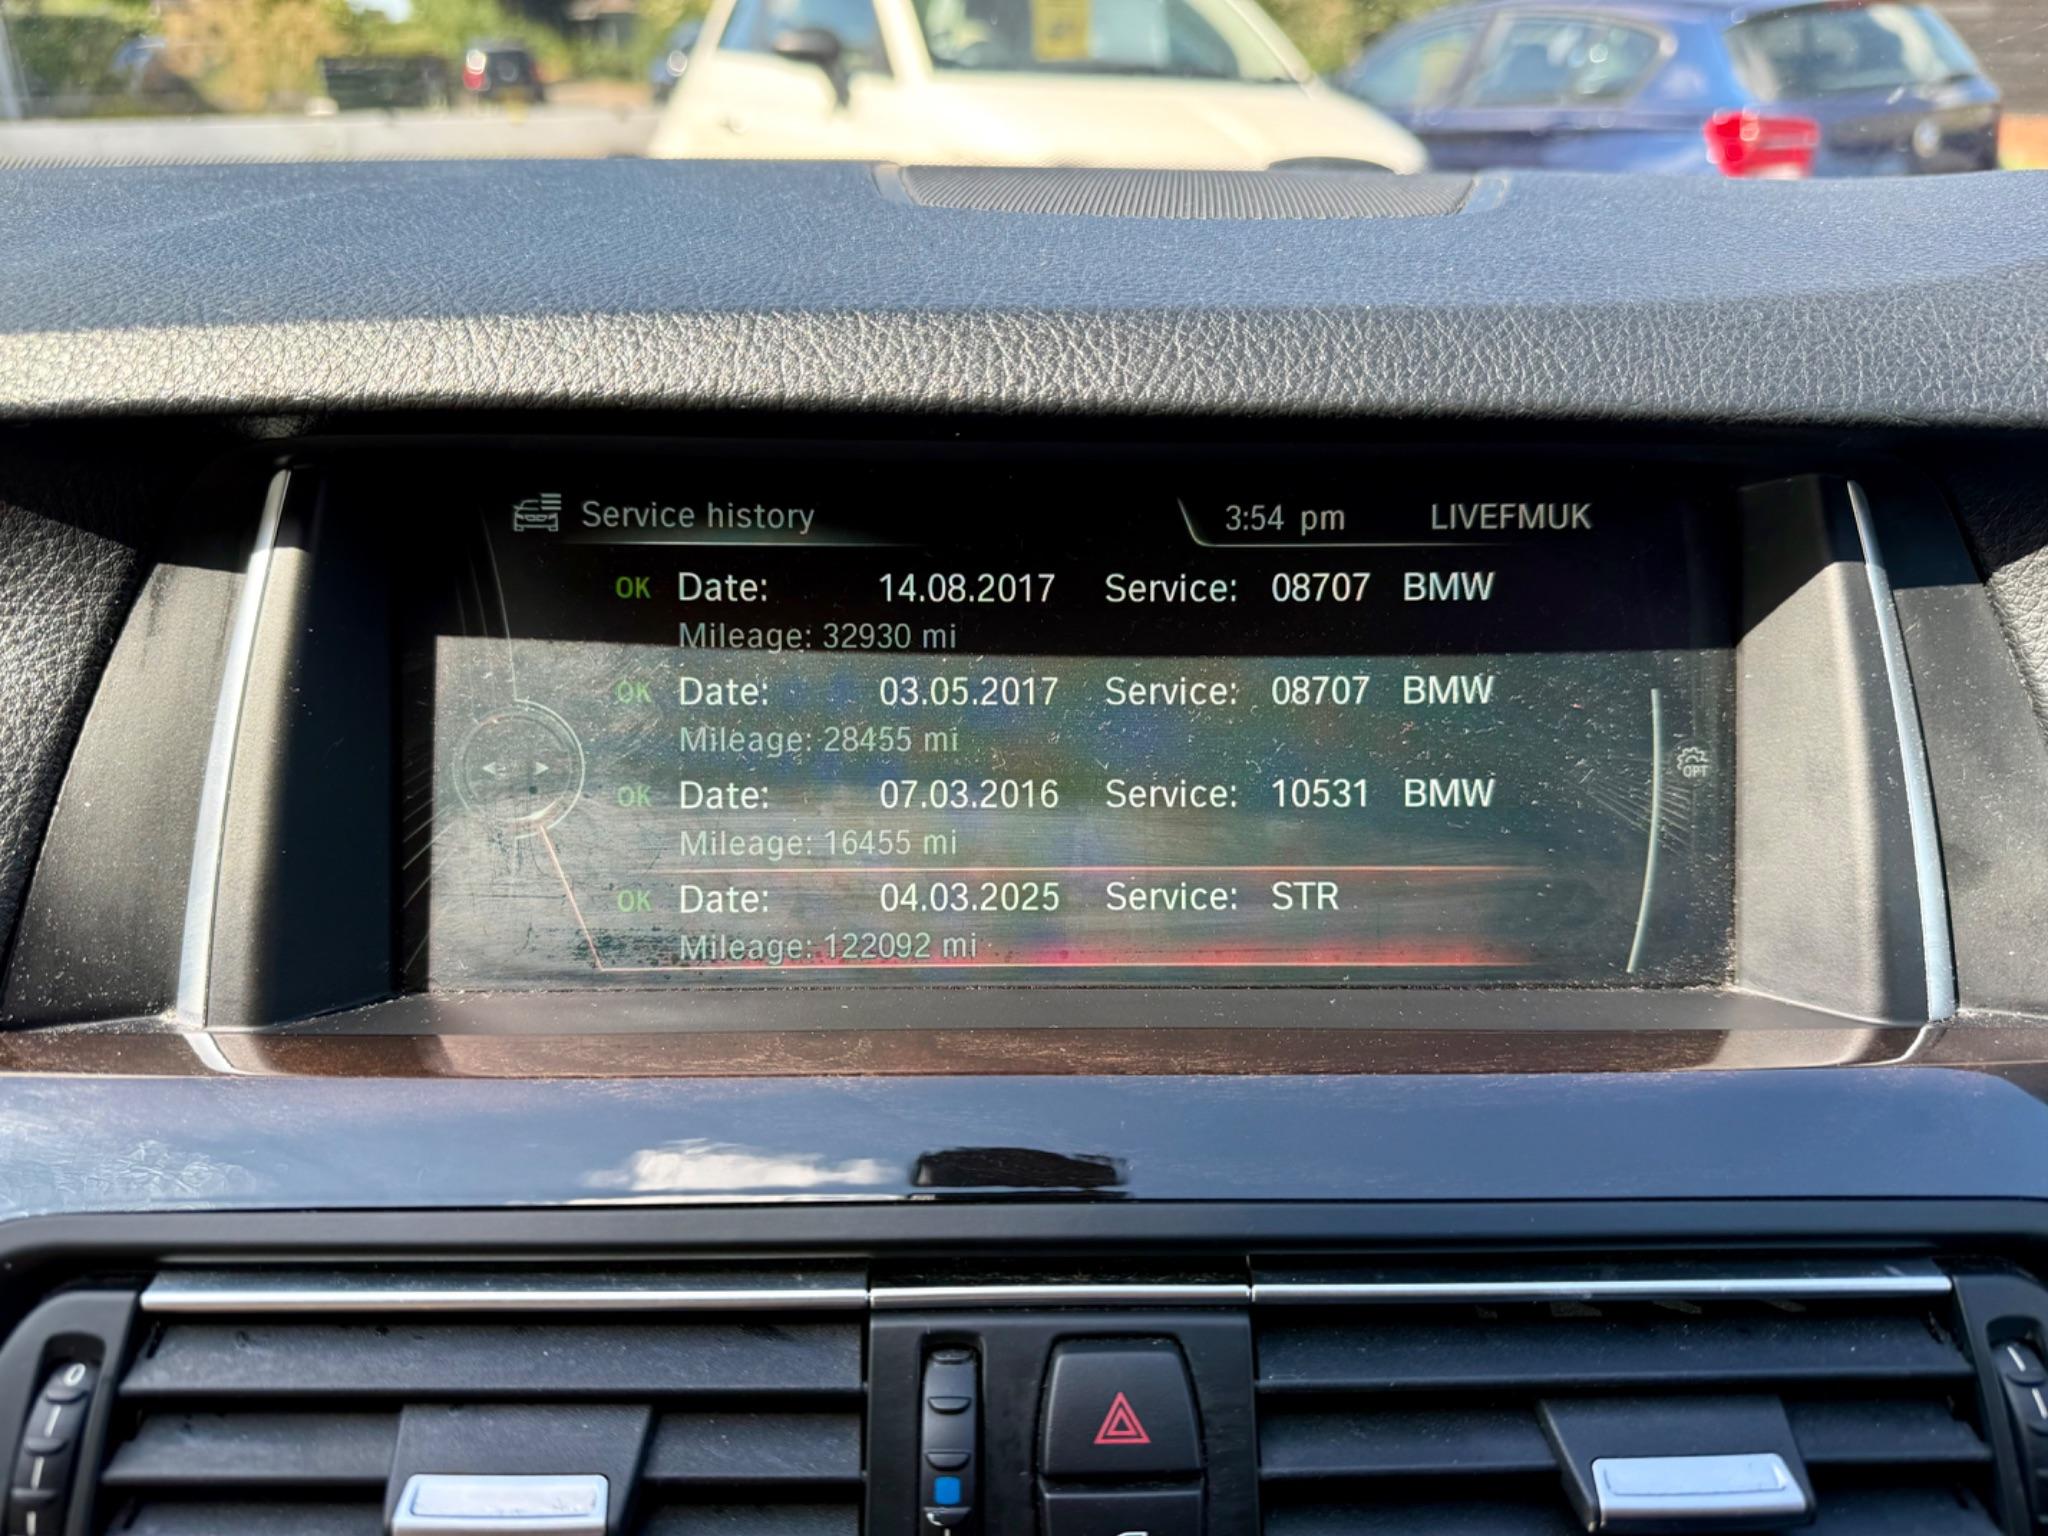 Service history 3:54 pm LIVEFMUK
OK Date: 14.08.2017 Service: 08707 BMW
Mileage: 32930 mi
OK Date: 03.05.2017 Service: 08707 BMW
Mileage: 28455 mi
OK Date: 07.03.2016 Service: 10531 BMW
Mileage: 16455 mi
OPT
OK Date: 04.03.2025 Service: STR
Mileage: 122092 mi
0